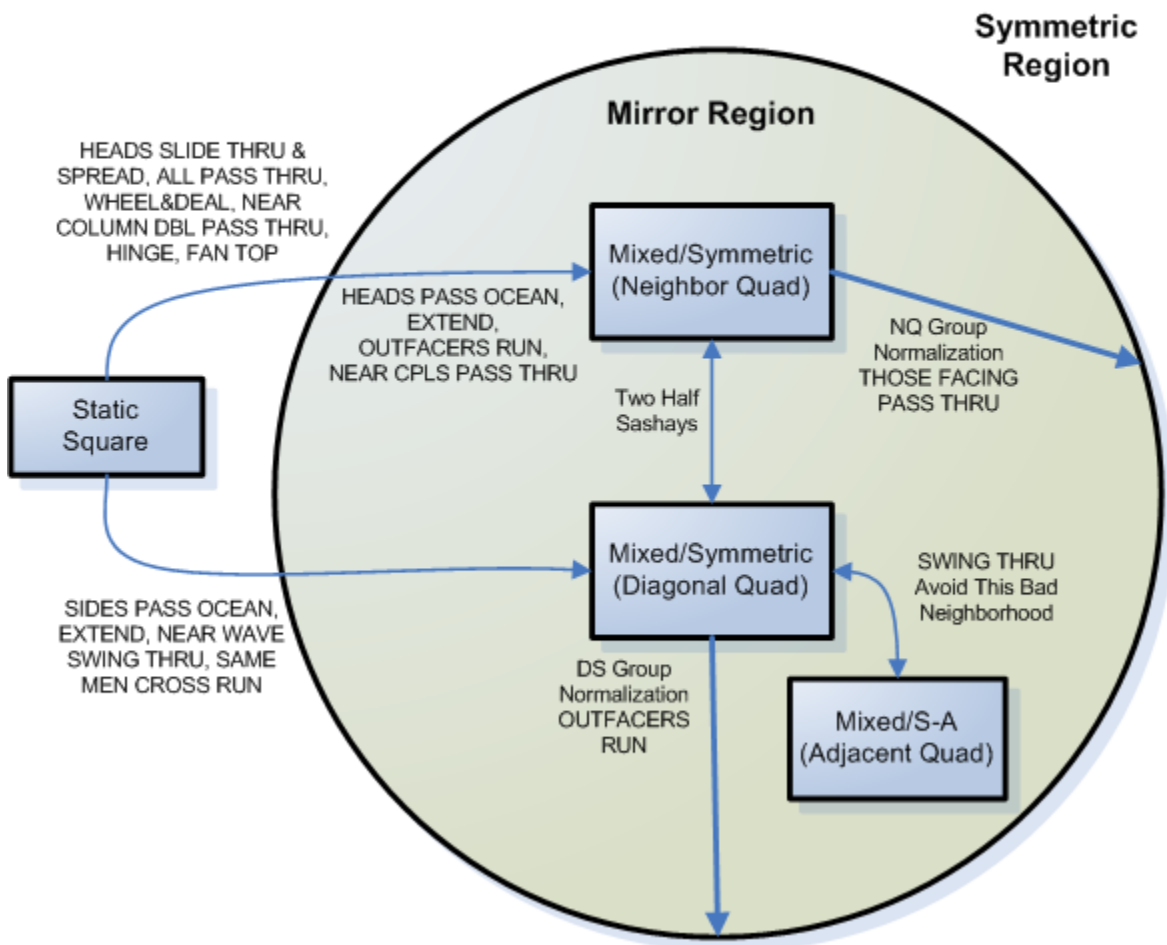 Symmetric
Region
Mirror Region
HEADS SLIDE THRU &
SPREAD, ALL PASS THRU,
WHEEL&DEAL, NEAR
COLUMN DBL PASS THRU,
HINGE, FAN TOP
Mixed/Symmetric
(Neighbor Quad)
HEADS PASS OCEAN,
EXTEND,
OUTFACERS RUN,
NEAR CPLS PASS THRU
NQ Group
Normalization
THOSE FACING
PASS THRU
Static
Square
Two Half
Sashays
Mixed/Symmetric
(Diagonal Quad)
SWING THRU
Avoid This Bad
Neighborhood
SIDES PASS OCEAN,
EXTEND, NEAR WAVE
SWING THRU, SAME
MEN CROSS RUN
DS Group
Normalization
OUTFACERS
RUN
Mixed/S-A
(Adjacent Quad)